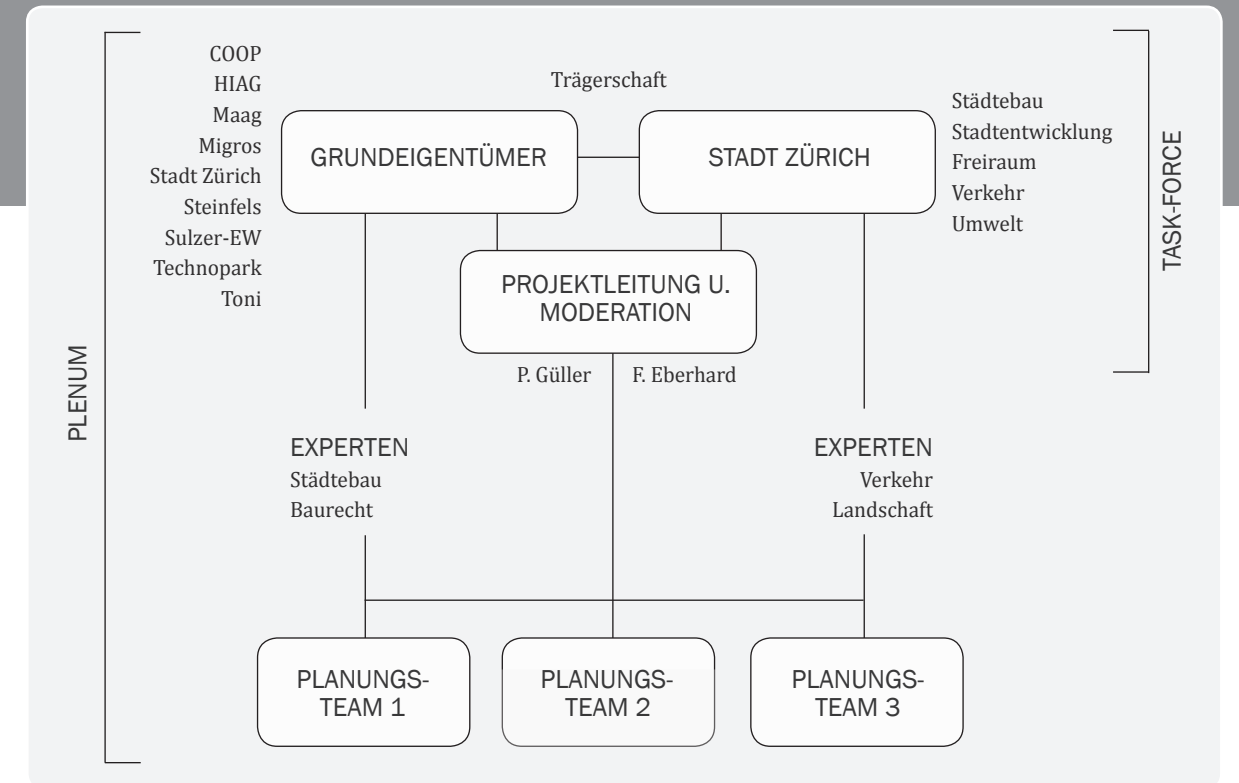 COOP
HIAG
Maag
Migros
Stadt Zürich
Steinfels
Sulzer-EW
Technopark
Toni
Trägerschaft
GRUNDEIGENTÜMER
STADT ZÜRICH
Städtebau
Stadtentwicklung
Freiraum
Verkehr
Umwelt
TASK-FORCE
PROJEKTLEITUNG U.
MODERATION
P. Güller
F. Eberhard
PLENUM
EXPERTEN
Städtebau
Baurecht
EXPERTEN
Verkehr
Landschaft
PLANUNGS-
TEAM 1
PLANUNGS-
TEAM 2
PLANUNGS-
TEAM 3